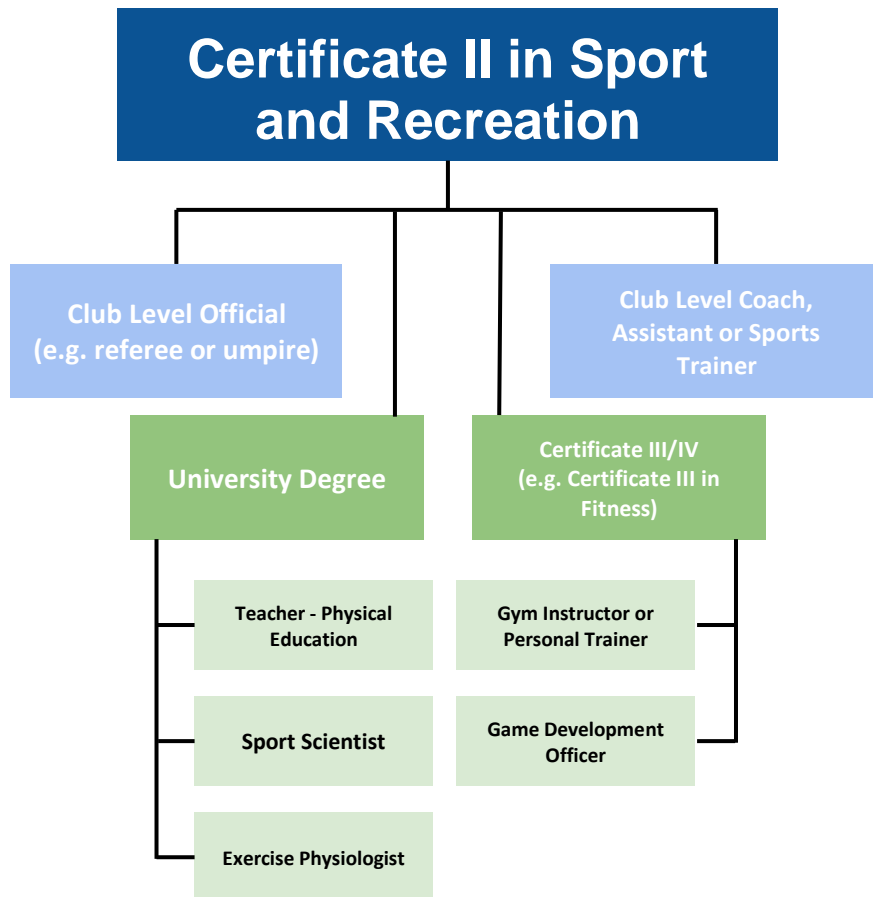 Certificate II in Sport
and Recreation
Club Level Official
(e.g. referee or umpire)
Club Level Coach,
Assistant or Sports
Trainer
University Degree
Certificate III/IV
(e.g. Certificate III in
Fitness)
Teacher - Physical
Education
Gym Instructor or
Personal Trainer
Sport Scientist
Game Development
Officer
Exercise Physiologist